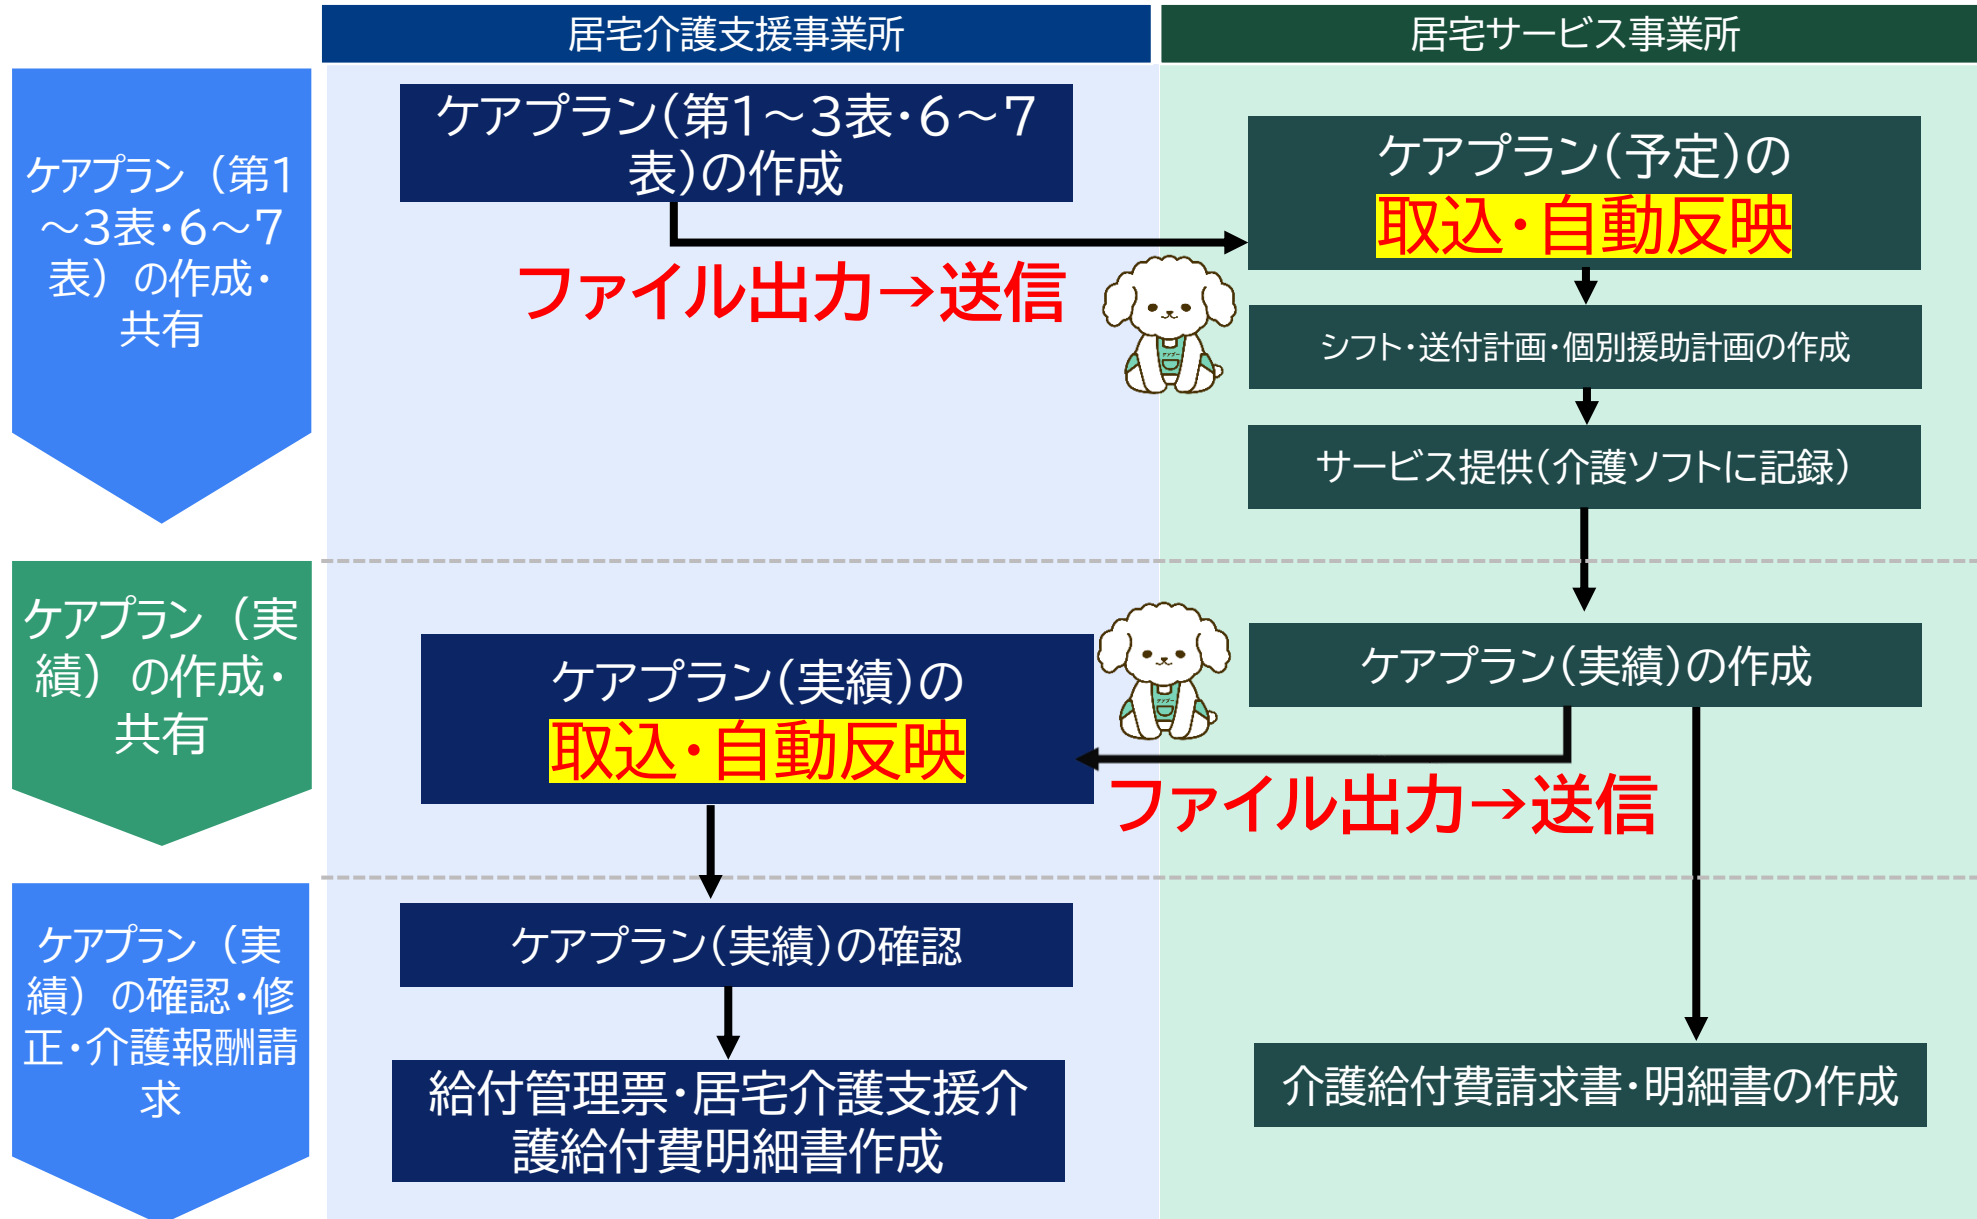 居宅介護支援事業所
居宅サービス事業所
ケアプラン（第1
～3表・6～7
表）の作成・
共有
ケアプラン(第1～3表・6～7
表)の作成
ファイル出力→送信
ケアプラン(予定)の
取込・自動反映
シフト・送付計画・個別援助計画の作成
サービス提供(介護ソフトに記録)
ケアプラン（実
績）の作成・
共有
ケアプラン(実績)の
取込・自動反映
ケアプラン(実績)の作成
ファイル出力→送信
ケアプラン（実
績）の確認・修
正・介護報酬請
求
ケアプラン(実績)の確認
給付管理票・居宅介護支援介
護給付費明細書作成
介護給付費請求書・明細書の作成